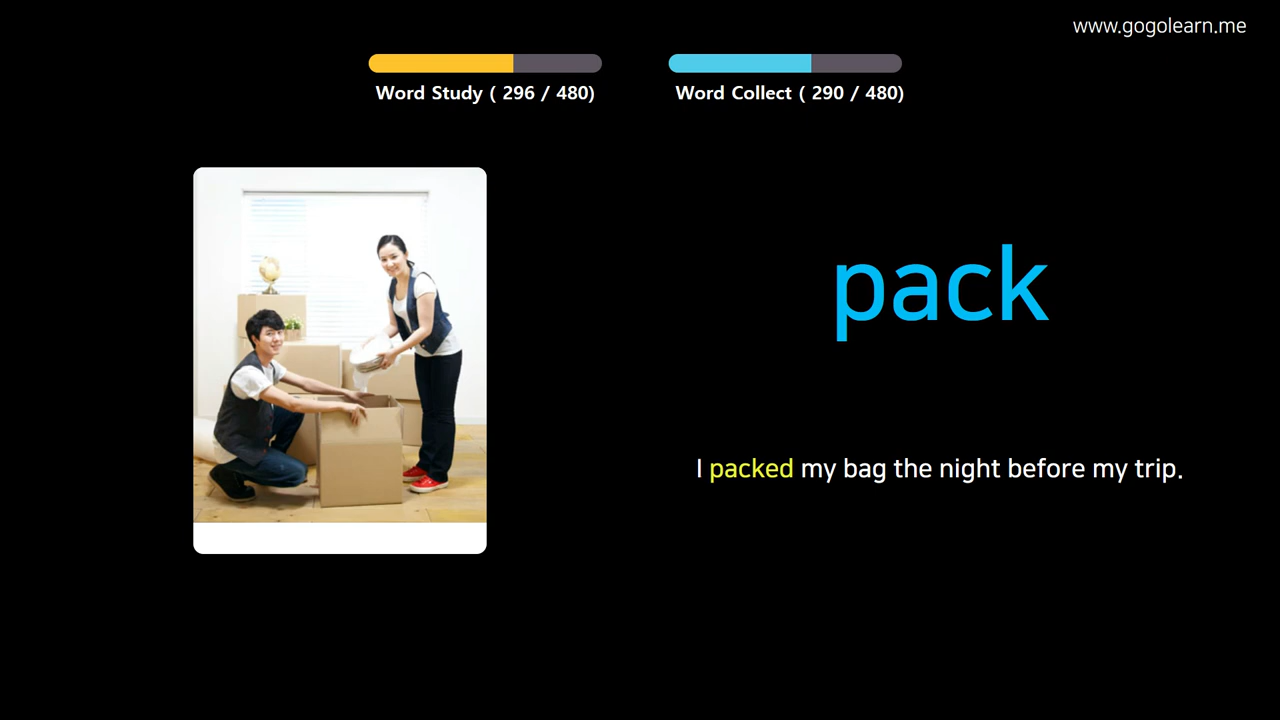 www.gogolearn.me
Word Study ( 296 / 480)
Word Collect ( 290 / 480)
pack
I packed my bag the night before my trip.